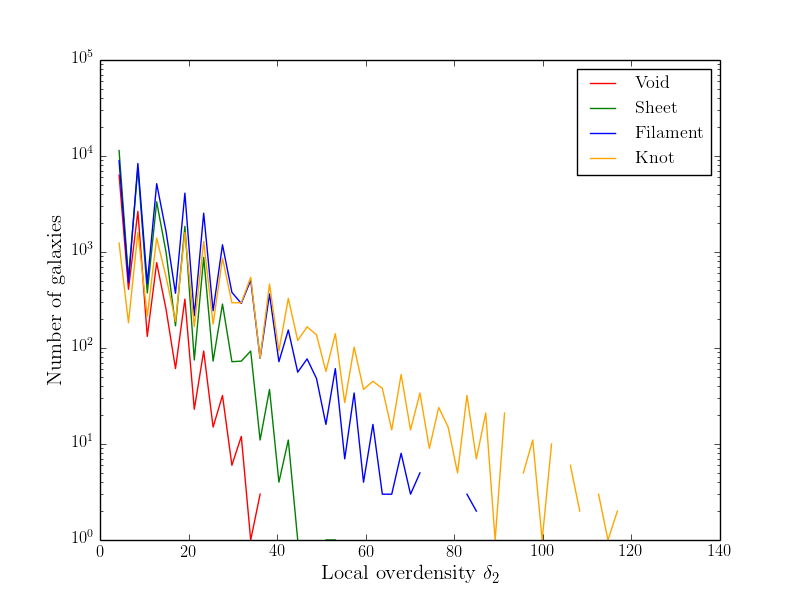 10^5
10^4
10^3
10^2
10^1
10^0
Number of galaxies
Void
Sheet
Filament
Knot
0 20 40 60 80 100 120 140
Local overdensity δ_2